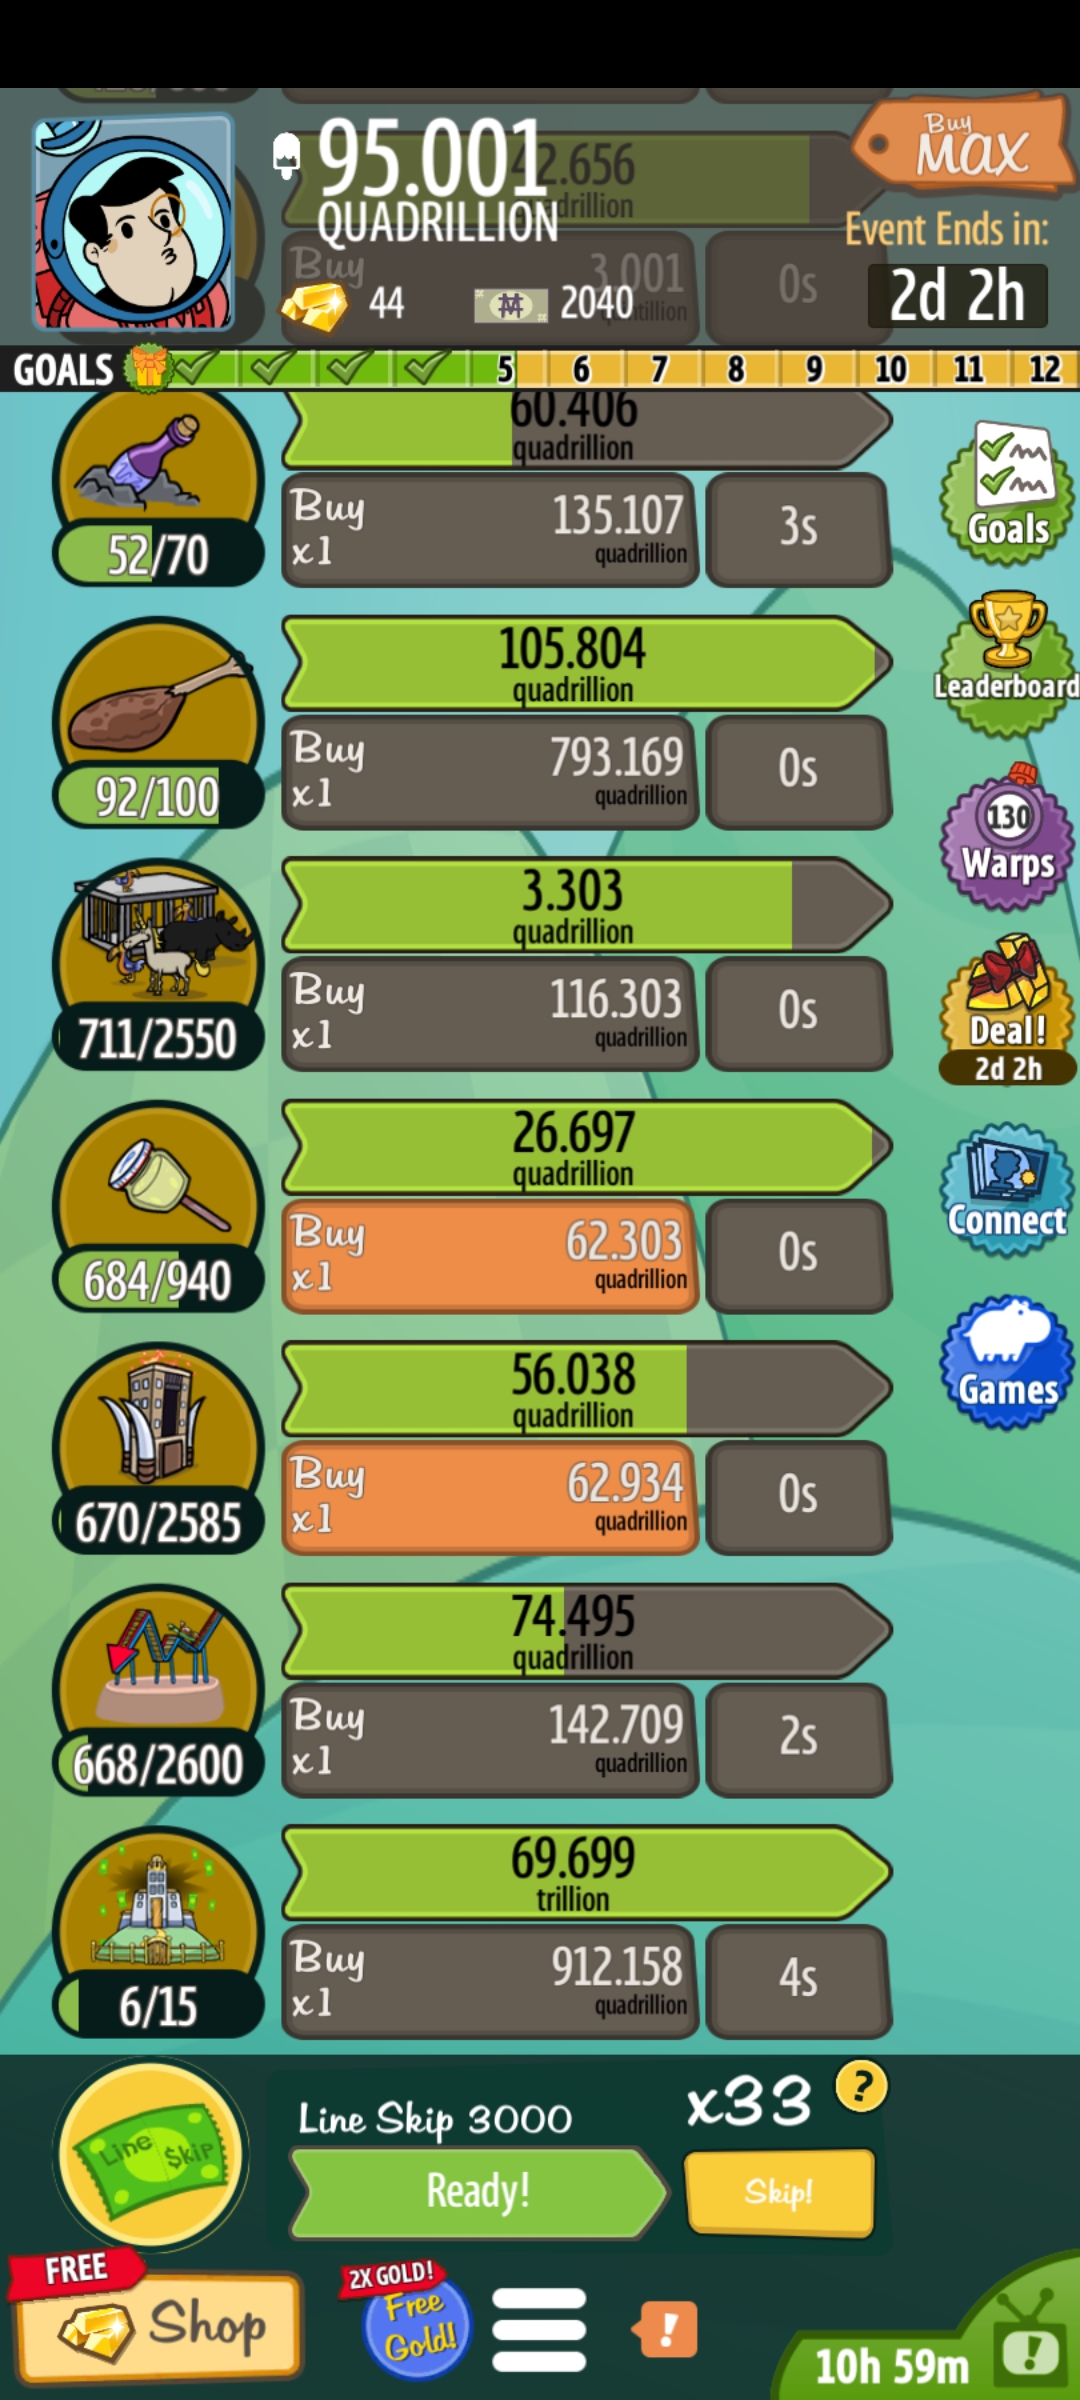 95.001
QUADRILLION
Buy
MAX
Event Ends in:
2d 2h
42.656
Buy
3.001
0s
44
2040
GOALS
5 6 7 8 9 10 11 12
60.406
quadrillion
52/70
Buy
x1
135.107
quadrillion
3s
Goals
105.804
quadrillion
92/100
Buy
x1
793.169
quadrillion
0s
Leaderboard
3.303
quadrillion
711/2550
Buy
x1
116.303
quadrillion
0s
130
Warps
Deal!
2d 2h
26.697
quadrillion
684/940
Buy
x1
62.303
quadrillion
0s
Connect
56.038
quadrillion
670/2585
Buy
x1
62.934
quadrillion
0s
Games
74.495
quadrillion
668/2600
Buy
x1
142.709
quadrillion
2s
69.699
trillion
6/15
Buy
x1
912.158
quadrillion
4s
Line $kip
Line Skip 3000
x33
?
Ready!
Skip!
FREE
Shop
2X GOLD!
Free
Gold!
!
10h 59m
!